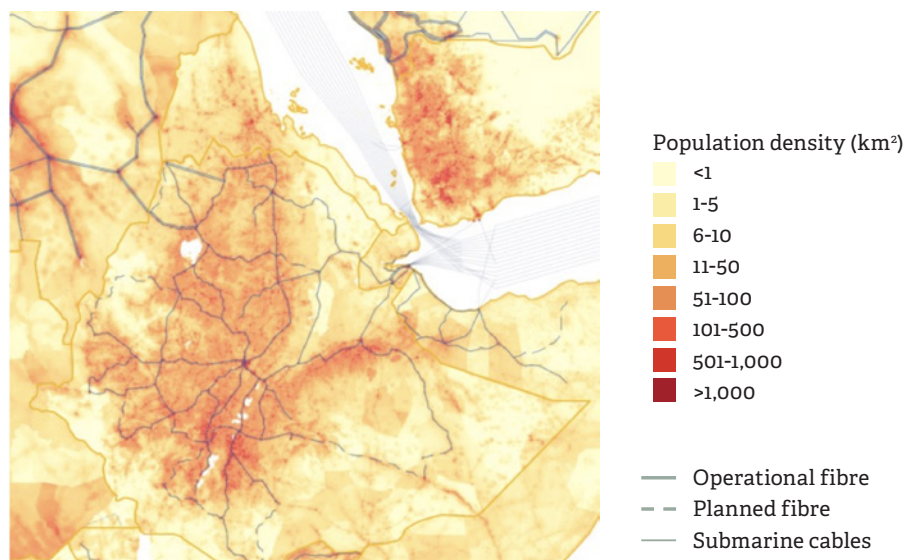 Population density (km²)
<1
1-5
6-10
11-50
51-100
101-500
501-1,000
>1,000
Operational fibre
Planned fibre
Submarine cables